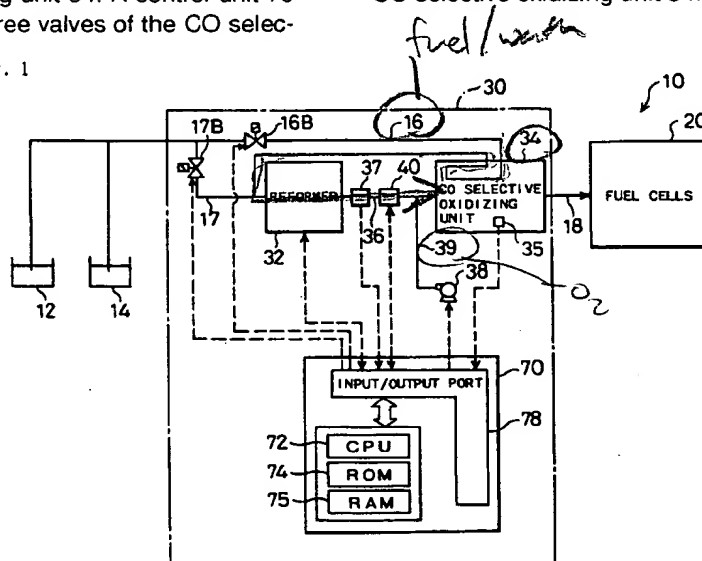 ng unit 34. A control unit 70
CO selective oxidizing unit 34
ree valves of the CO selec-
. 1
fuel/water
30
10
17B
16B
16
34
20
37
40
REFORMER
CO SELECTIVE
OXIDIZING
UNIT
FUEL CELLS
17
36
18
32
39
35
38
O2
12
14
INPUT/OUTPUT PORT
70
78
72
CPU
74
ROM
75
RAM